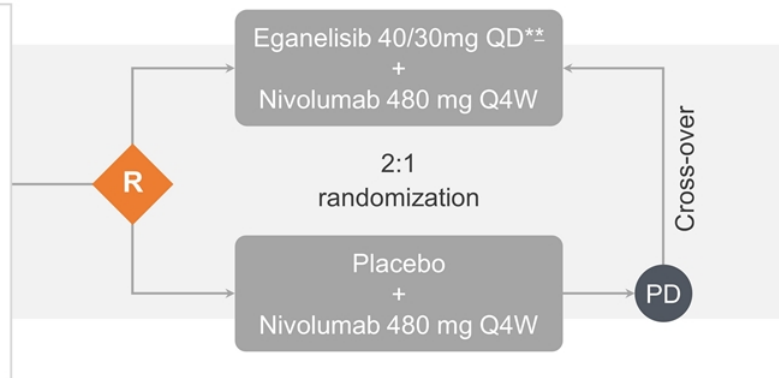 Eganelisib 40/30mg QD**
+
Nivolumab 480 mg Q4W
R
2:1
randomization
Cross-over
Placebo
+
Nivolumab 480 mg Q4W
PD